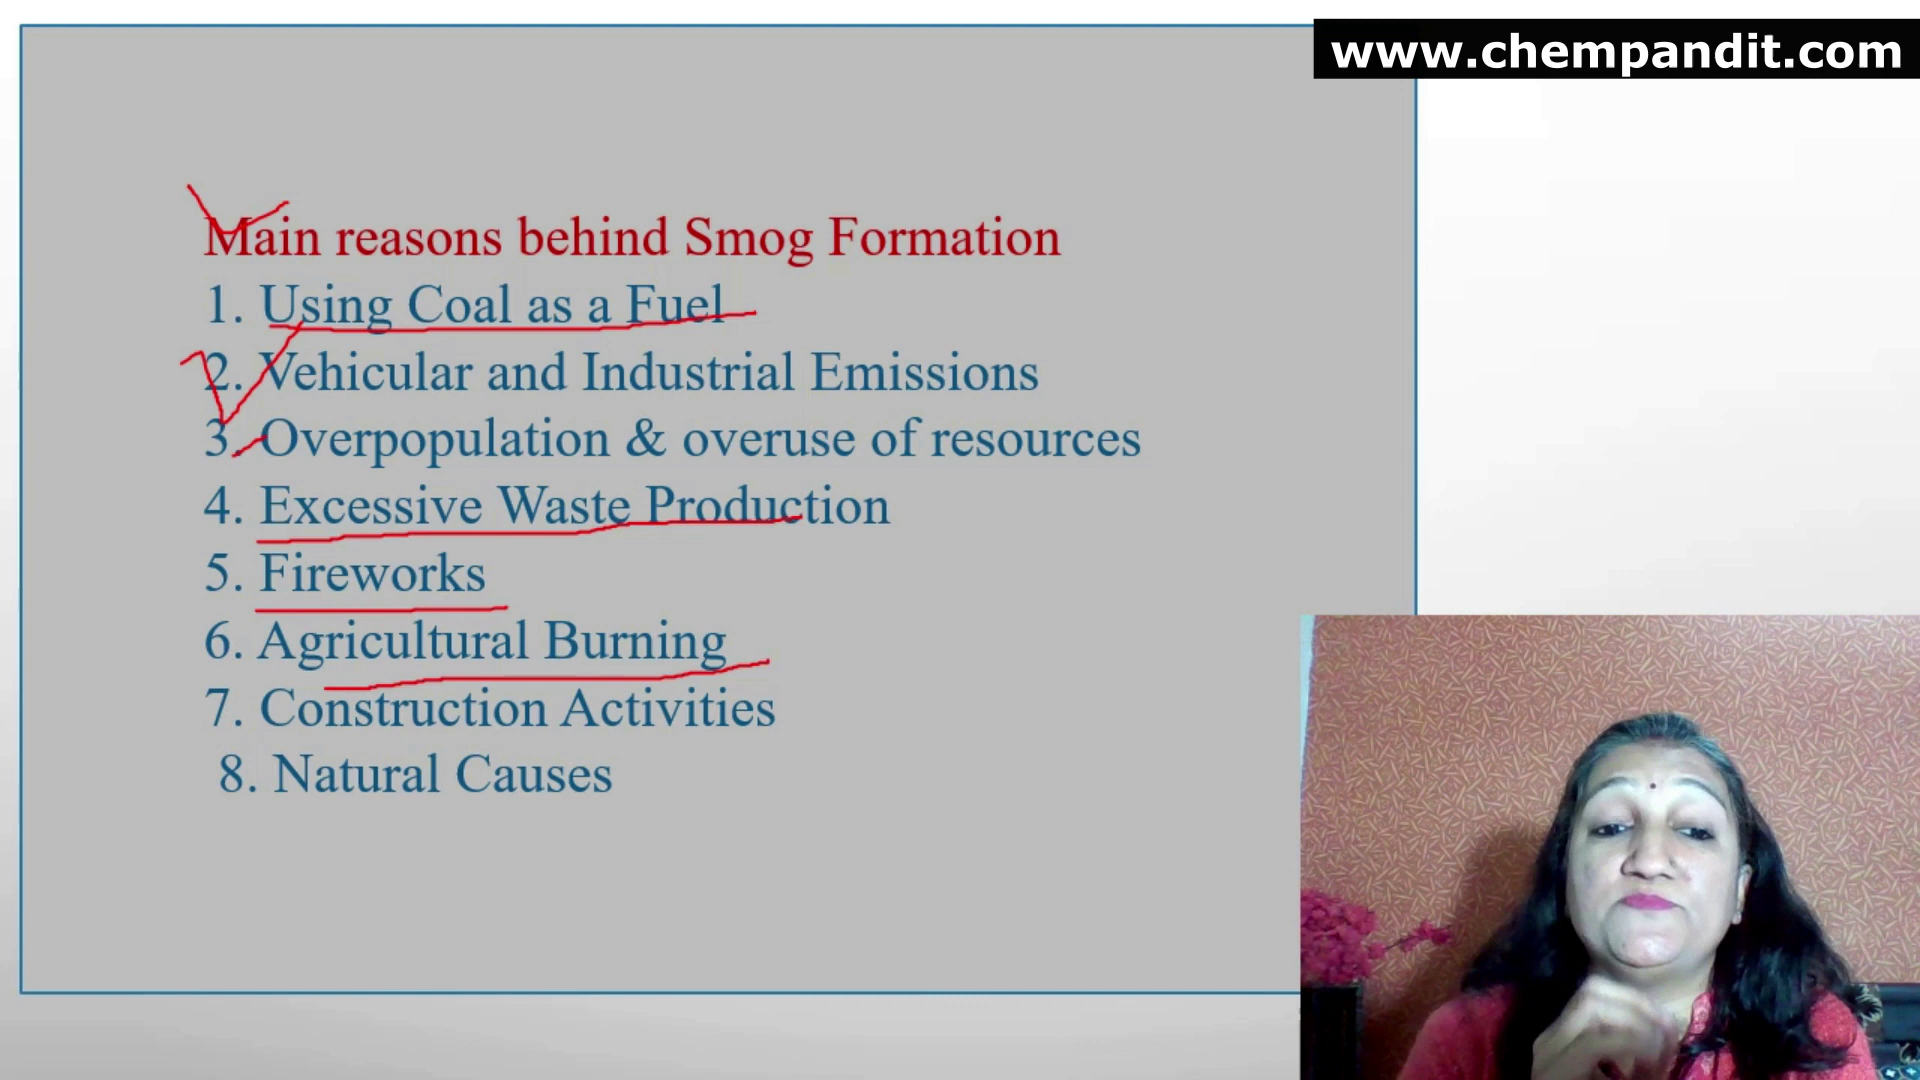 www.chempandit.com
Main reasons behind Smog Formation
1. Using Coal as a Fuel
2. Vehicular and Industrial Emissions
3. Overpopulation & overuse of resources
4. Excessive Waste Production
5. Fireworks
6. Agricultural Burning
7. Construction Activities
8. Natural Causes